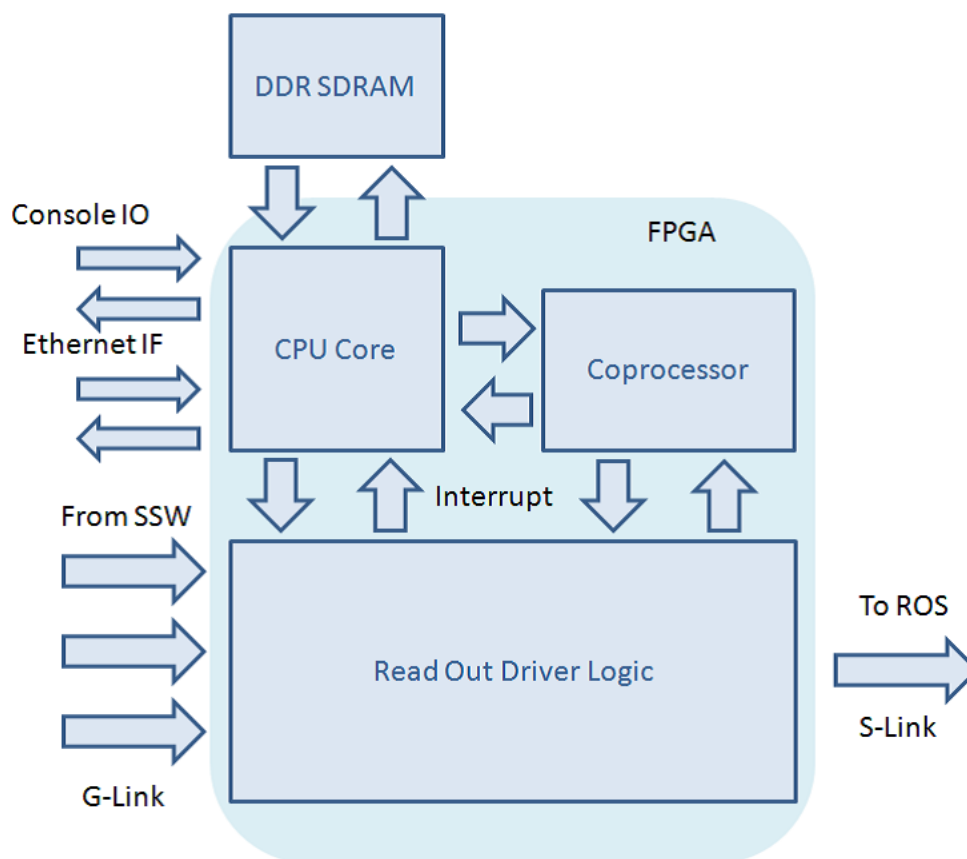 DDR SDRAM
Console IO
FPGA
Ethernet IF
CPU Core
Coprocessor
From SSW
Interrupt
To ROS
Read Out Driver Logic
S-Link
G-Link